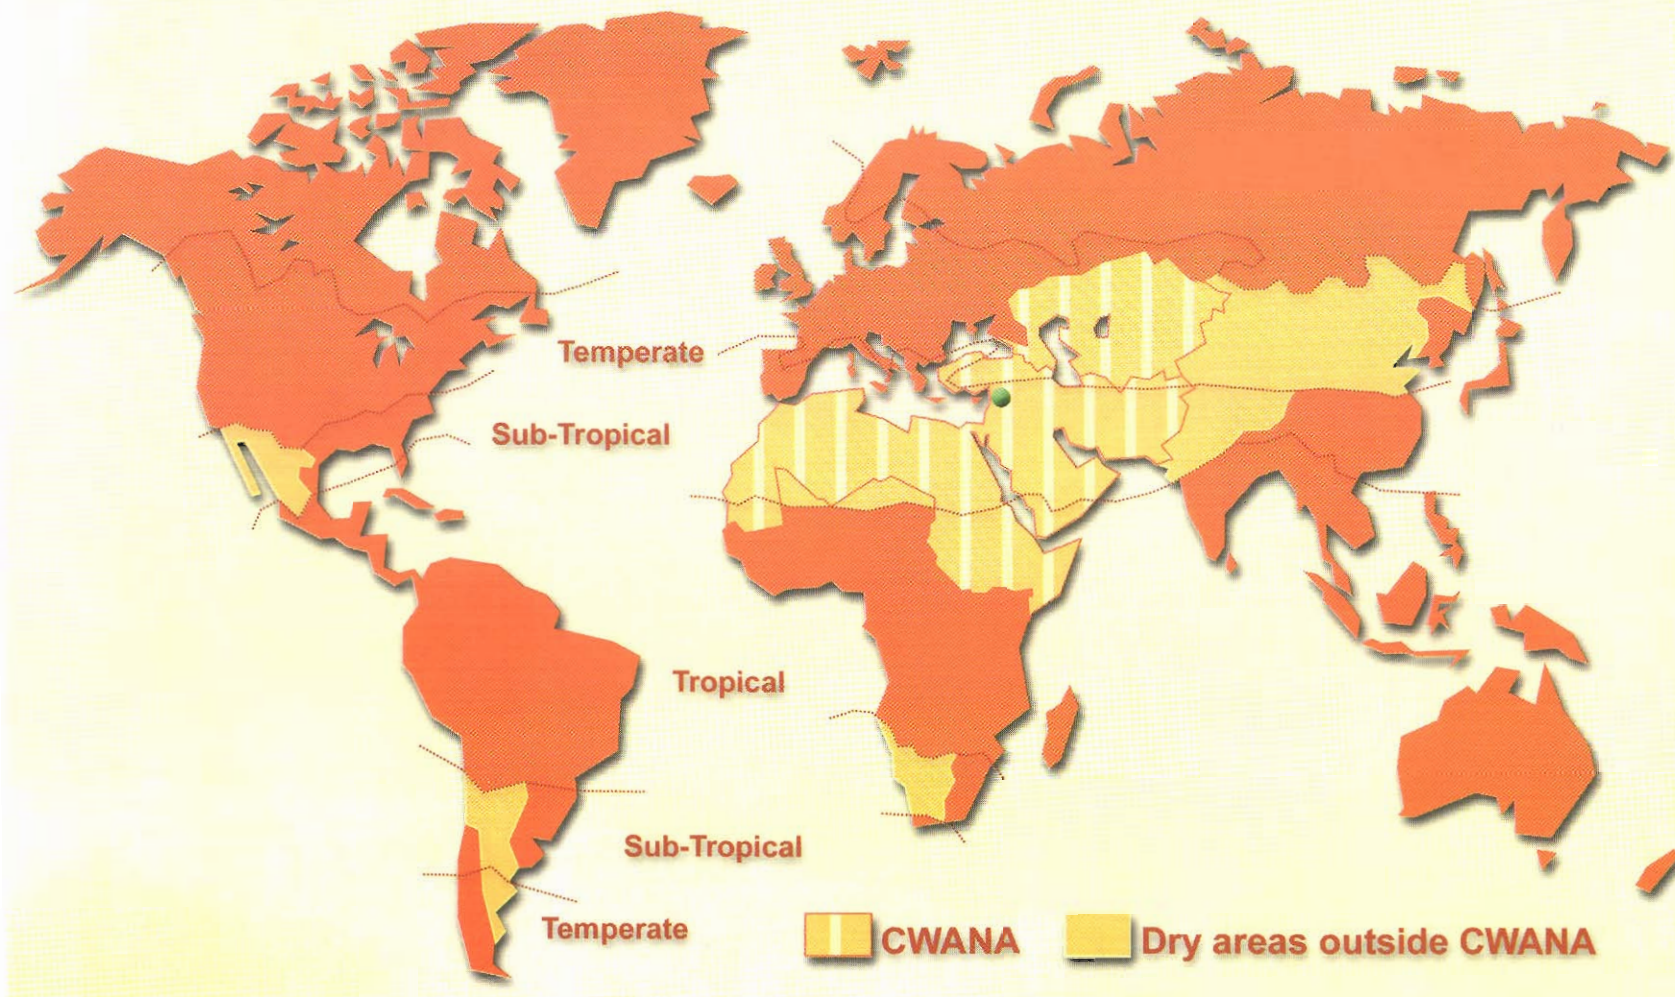 Temperate
Sub-Tropical
Tropical
Sub-Tropical
Temperate
CWANA
Dry areas outside CWANA